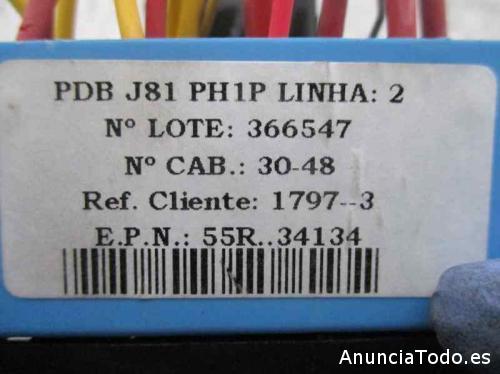 PDB J81 PH1P LINHA: 2
Nº LOTE: 366547
Nº CAB.: 30-48
Ref. Cliente: 1797--3
E.P.N.: 55R..34134
AnunciaTodo.es